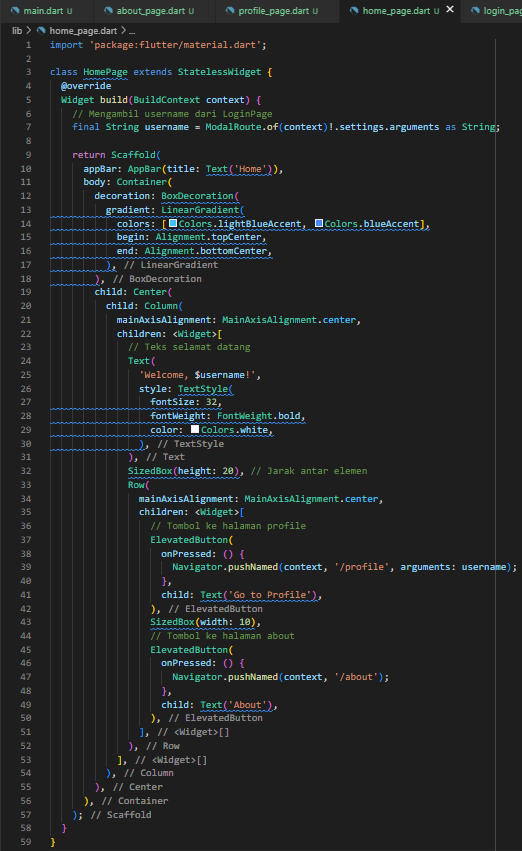 main.dart U about_page.dart U profile_page.dart U home_page.dart U × login_pag
lib > home_page.dart > ...
1 import 'package:flutter/material.dart';
2
3 class HomePage extends StatelessWidget {
4 @override
5 Widget build(BuildContext context) {
6 // Mengambil username dari LoginPage
7 final String username = ModalRoute.of(context)!.settings.arguments as String;
8
9 return Scaffold(
10 appBar: AppBar(title: Text('Home')),
11 body: Container(
12 decoration: BoxDecoration(
13 gradient: LinearGradient(
14 colors: [Colors.lightBlueAccent, Colors.blueAccent],
15 begin: Alignment.topCenter,
16 end: Alignment.bottomCenter,
17 ), // LinearGradient
18 ), // BoxDecoration
19 child: Center(
20 child: Column(
21 mainAxisAlignment: MainAxisAlignment.center,
22 children: <Widget>[
23 // Teks selamat datang
24 Text(
25 'Welcome, $username!',
26 style: TextStyle(
27 fontSize: 32,
28 fontWeight: FontWeight.bold,
29 color: Colors.white,
30 ), // TextStyle
31 ), // Text
32 SizedBox(height: 20), // Jarak antar elemen
33 Row(
34 mainAxisAlignment: MainAxisAlignment.center,
35 children: <Widget>[
36 // Tombol ke halaman profile
37 ElevatedButton(
38 onPressed: () {
39 Navigator.pushNamed(context, '/profile', arguments: username);
40 },
41 child: Text('Go to Profile'),
42 ), // ElevatedButton
43 SizedBox(width: 10),
44 // Tombol ke halaman about
45 ElevatedButton(
46 onPressed: () {
47 Navigator.pushNamed(context, '/about');
48 },
49 child: Text('About'),
50 ), // ElevatedButton
51 ], // <Widget>[]
52 ), // Row
53 ], // <Widget>[]
54 ), // Column
55 ), // Center
56 ), // Container
57 ); // Scaffold
58 }
59 }